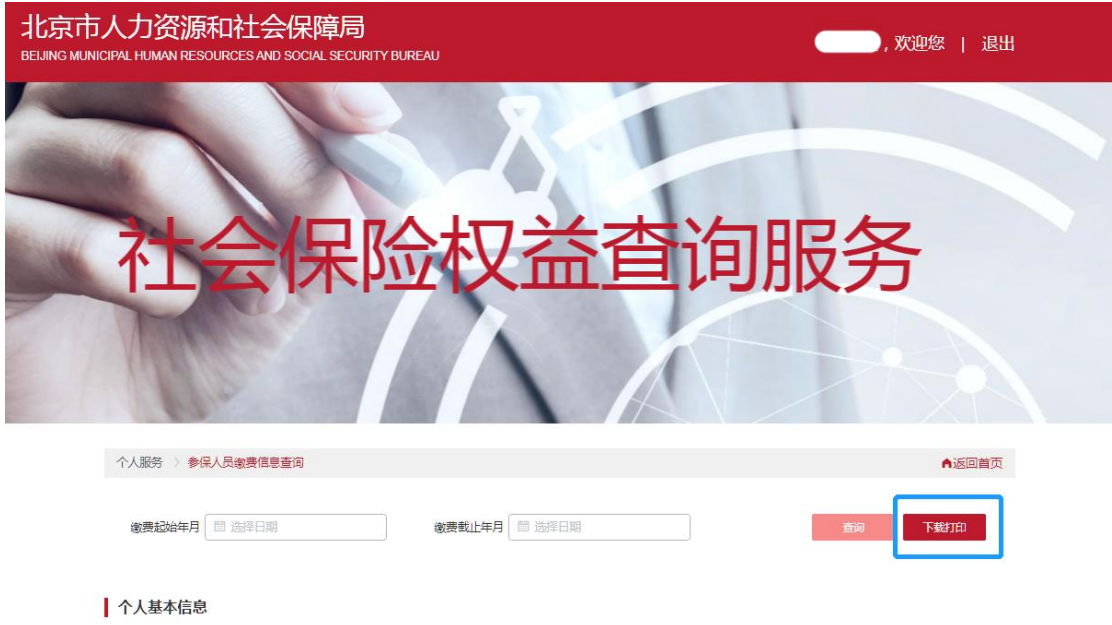 北京市人力资源和社会保障局
BEIJING MUNICIPAL HUMAN RESOURCES AND SOCIAL SECURITY BUREAU
, 欢迎您 | 退出
社会保险权益查询服务
个人服务 > 参保人员缴费信息查询
返回首页
缴费起始年月 选择日期 缴费截止年月 选择日期 查询 下载打印
个人基本信息